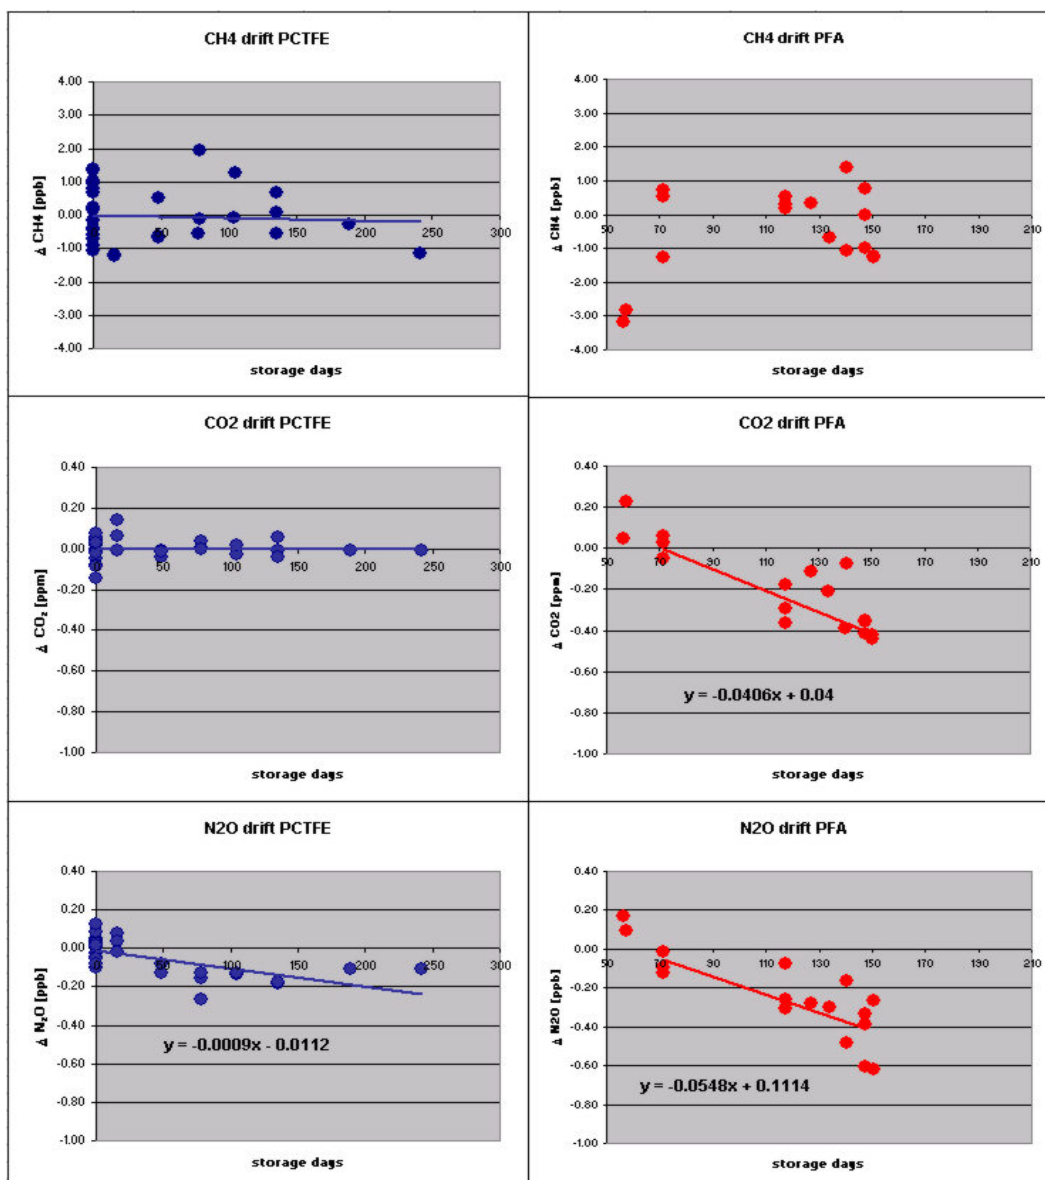 CH4 drift PCTFE
4.00
3.00
2.00
1.00
0.00
-1.00
-2.00
-3.00
-4.00
0 50 100 150 200 250 300
Δ CH4 [ppb]
storage days
CH4 drift PFA
4.00
3.00
2.00
1.00
0.00
-1.00
-2.00
-3.00
-4.00
50 70 90 110 130 150 170 190 210
Δ CH4 [ppb]
storage days
CO2 drift PCTFE
0.40
0.20
0.00
-0.20
-0.40
-0.60
-0.80
-1.00
0 50 100 150 200 250 300
Δ CO₂ [ppm]
storage days
CO2 drift PFA
0.40
0.20
0.00
-0.20
-0.40
-0.60
-0.80
-1.00
50 70 90 110 130 150 170 190 210
Δ CO2 [ppm]
y = -0.0406x + 0.04
storage days
N2O drift PCTFE
0.40
0.20
0.00
-0.20
-0.40
-0.60
-0.80
-1.00
0 50 100 150 200 250 300
Δ N₂O [ppb]
y = -0.0009x - 0.0112
storage days
N2O drift PFA
0.40
0.20
0.00
-0.20
-0.40
-0.60
-0.80
-1.00
50 70 90 110 130 150 170 190 210
Δ N2O [ppb]
y = -0.0548x + 0.1114
storage days